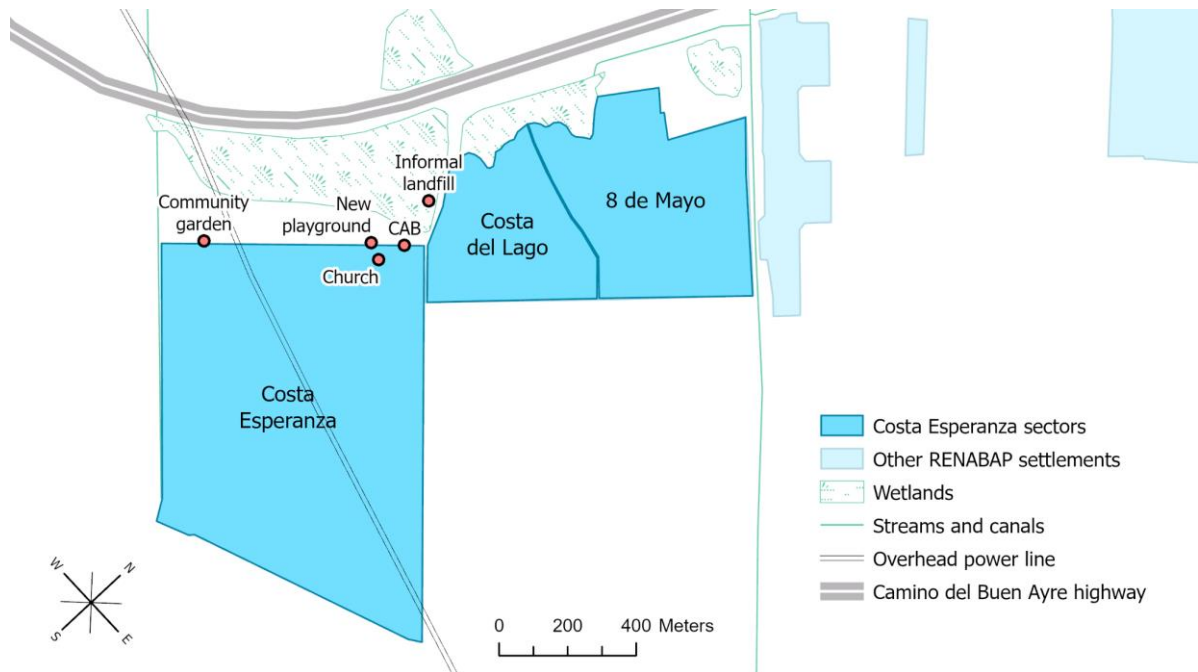 Informal
landfill
Community
garden
New
playground
CAB
Church
Costa
del Lago
8 de Mayo
Costa
Esperanza
Costa Esperanza sectors
Other RENABAP settlements
Wetlands
Streams and canals
Overhead power line
Camino del Buen Ayre highway
W
N
S
E
0 200 400 Meters